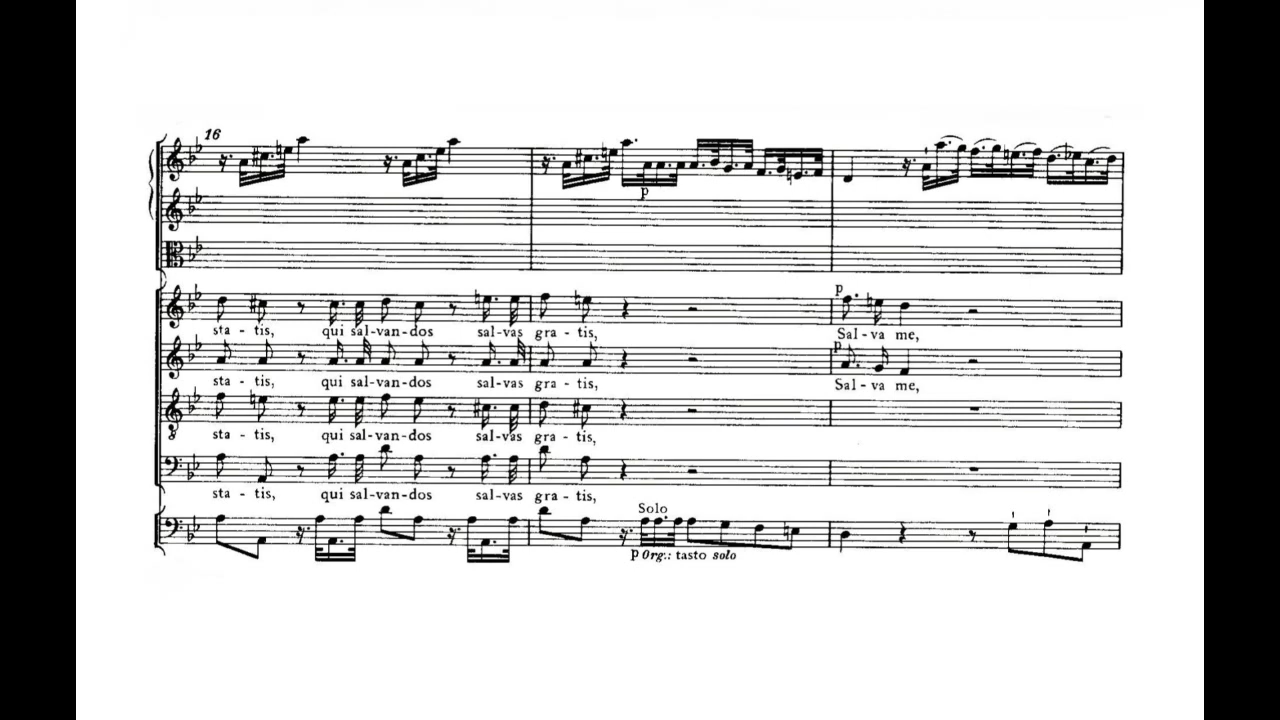 16
p
p
sta - tis, qui sal-van-dos sal-vas gra-tis, Sal-va me,
p
sta - tis, qui sal-van-dos sal-vas gra-tis, Sal-va me,
8
sta - tis, qui sal-van-dos sal-vas gra-tis,
sta - tis, qui sal-van-dos sal-vas gra-tis,
Solo
p Org.: tasto solo